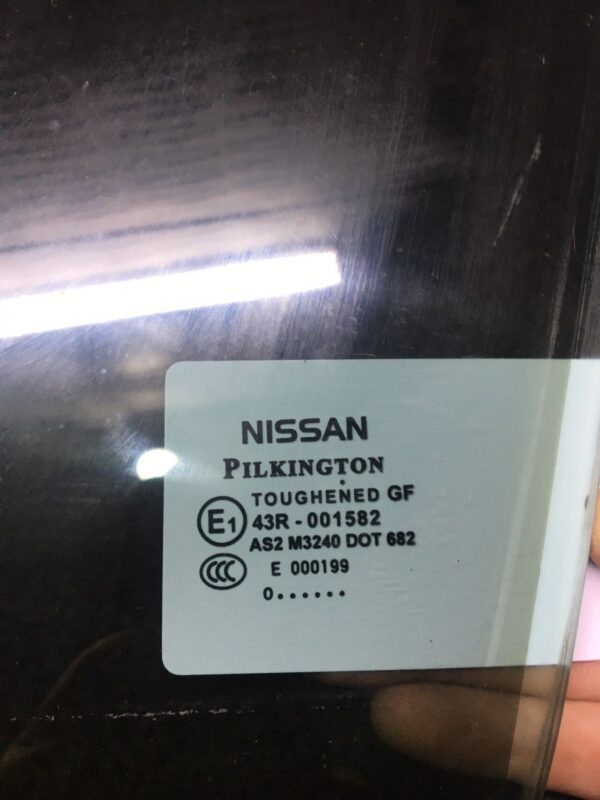 NISSAN
PILKINGTON
TOUGHENED GF
E1 43R - 001582
AS2 M3240 DOT 682
CCC E 000199
0••••••